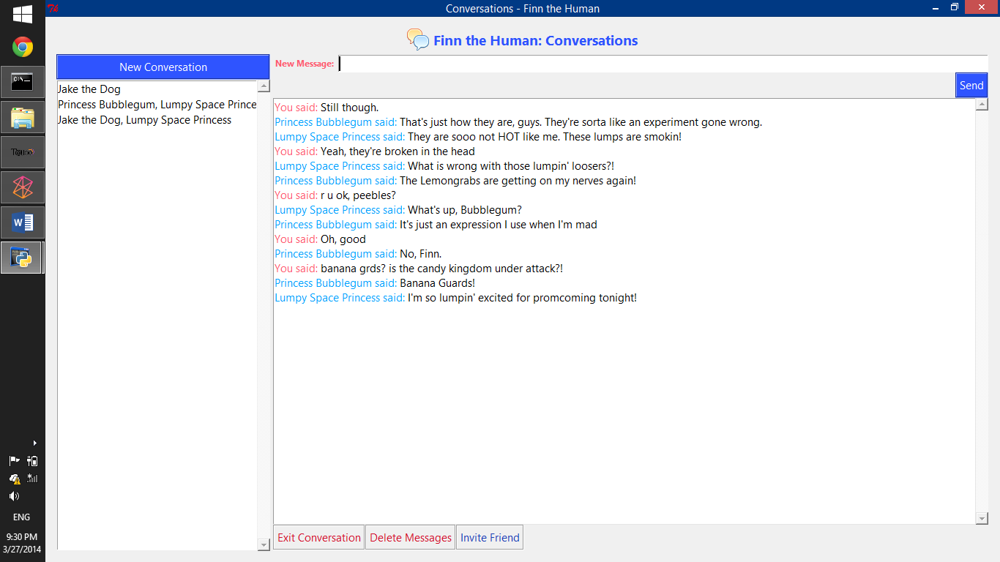 Conversations - Finn the Human
Finn the Human: Conversations
New Conversation
Jake the Dog
Princess Bubblegum, Lumpy Space Prince
Jake the Dog, Lumpy Space Princess
New Message:
Send
You said: Still though.
Princess Bubblegum said: That's just how they are, guys. They're sorta like an experiment gone wrong.
Lumpy Space Princess said: They are sooo not HOT like me. These lumps are smokin!
You said: Yeah, they're broken in the head
Lumpy Space Princess said: What is wrong with those lumpin' loosers?!
Princess Bubblegum said: The Lemongrabs are getting on my nerves again!
You said: r u ok, peebles?
Lumpy Space Princess said: What's up, Bubblegum?
Princess Bubblegum said: It's just an expression I use when I'm mad
You said: Oh, good
Princess Bubblegum said: No, Finn.
You said: banana grds? is the candy kingdom under attack?!
Princess Bubblegum said: Banana Guards!
Lumpy Space Princess said: I'm so lumpin' excited for promcoming tonight!
Exit Conversation
Delete Messages
Invite Friend
C:\_
ENG
9:30 PM
3/27/2014